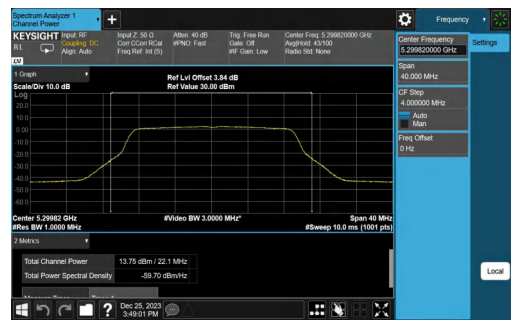 Spectrum Analyzer 1
Channel Power
Frequency
KEYSIGHT
RL
Input: RF
Coupling: DC
Align: Auto
Input Z: 50 Ω
Corr CCorr RCal
Freq Ref: Int (S)
Atten: 40 dB
#PNO: Fast
Trig: Free Run
Gate: Off
#IF Gain: Low
Center Freq: 5.299820000 GHz
Avg|Hold: 43/100
Radio Std: None
Center Frequency
5.299820000 GHz
Settings
Span
40.000 MHz
CF Step
4.000000 MHz
Auto
Man
Freq Offset
0 Hz
1 Graph
Scale/Div 10.0 dB
Ref Lvl Offset 3.84 dB
Ref Value 30.00 dBm
Log
20.0
10.0
0.00
-10.0
-20.0
-30.0
-40.0
-50.0
-60.0
Center 5.29982 GHz
#Res BW 1.0000 MHz
#Video BW 3.0000 MHz*
Span 40 MHz
#Sweep 10.0 ms (1001 pts)
2 Metrics
Total Channel Power 13.75 dBm / 22.1 MHz
Total Power Spectral Density -59.70 dBm/Hz
Local
Dec 25, 2023
3:49:01 PM